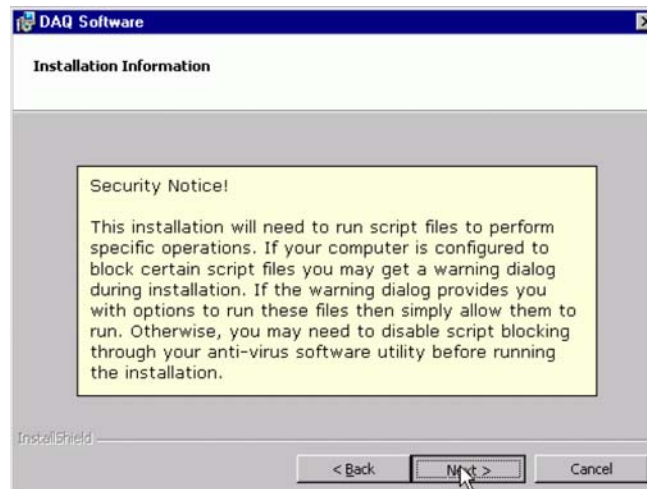 DAQ Software
Installation Information
Security Notice!
This installation will need to run script files to perform
specific operations. If your computer is configured to
block certain script files you may get a warning dialog
during installation. If the warning dialog provides you
with options to run these files then simply allow them to
run. Otherwise, you may need to disable script blocking
through your anti-virus software utility before running
the installation.
InstallShield
< Back Next > Cancel